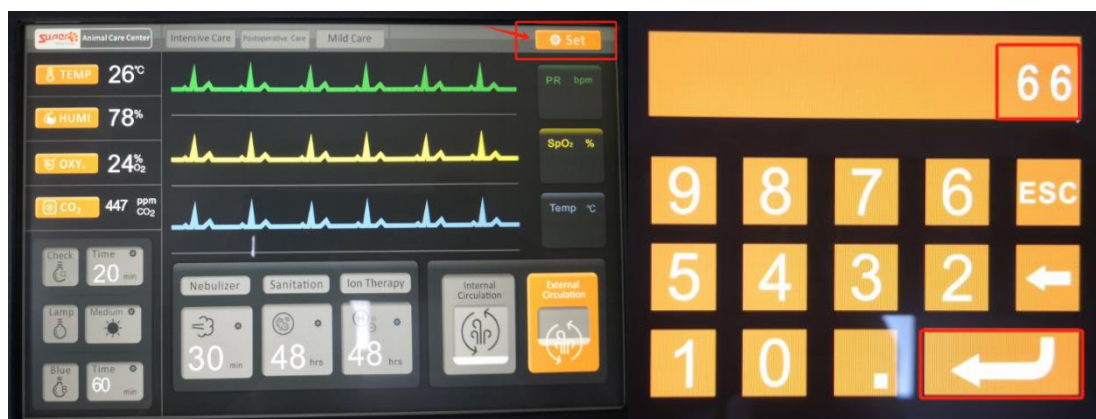 Super
Animal Care Center
Intensive Care
Postoperative Care
Mild Care
Set
TEMP 26℃
HUMI 78%
OXY. 24% O₂
CO₂ 447 ppm CO₂
PR bpm
SpO₂ %
Temp ℃
Check
Time
20 min
Lamp
Medium
Blue
Time
60 min
Nebulizer
30 min
Sanitation
48 hrs
Ion Therapy
48 hrs
Internal
Circulation
External
Circulation
66
9 8 7 6 ESC
5 4 3 2
1 0 .